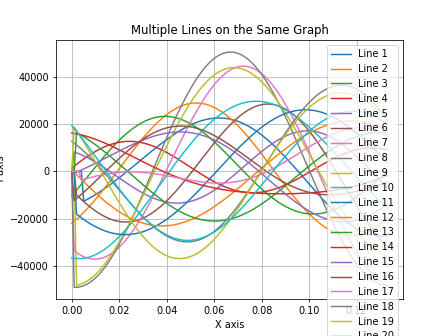 Multiple Lines on the Same Graph
40000
20000
0
−20000
−40000
axis
0.00
0.02
0.04
0.06
0.08
0.10
X axis
Line 1
Line 2
Line 3
Line 4
Line 5
Line 6
Line 7
Line 8
Line 9
Line 10
Line 11
Line 12
Line 13
Line 14
Line 15
Line 16
Line 17
Line 18
Line 19
Line 20